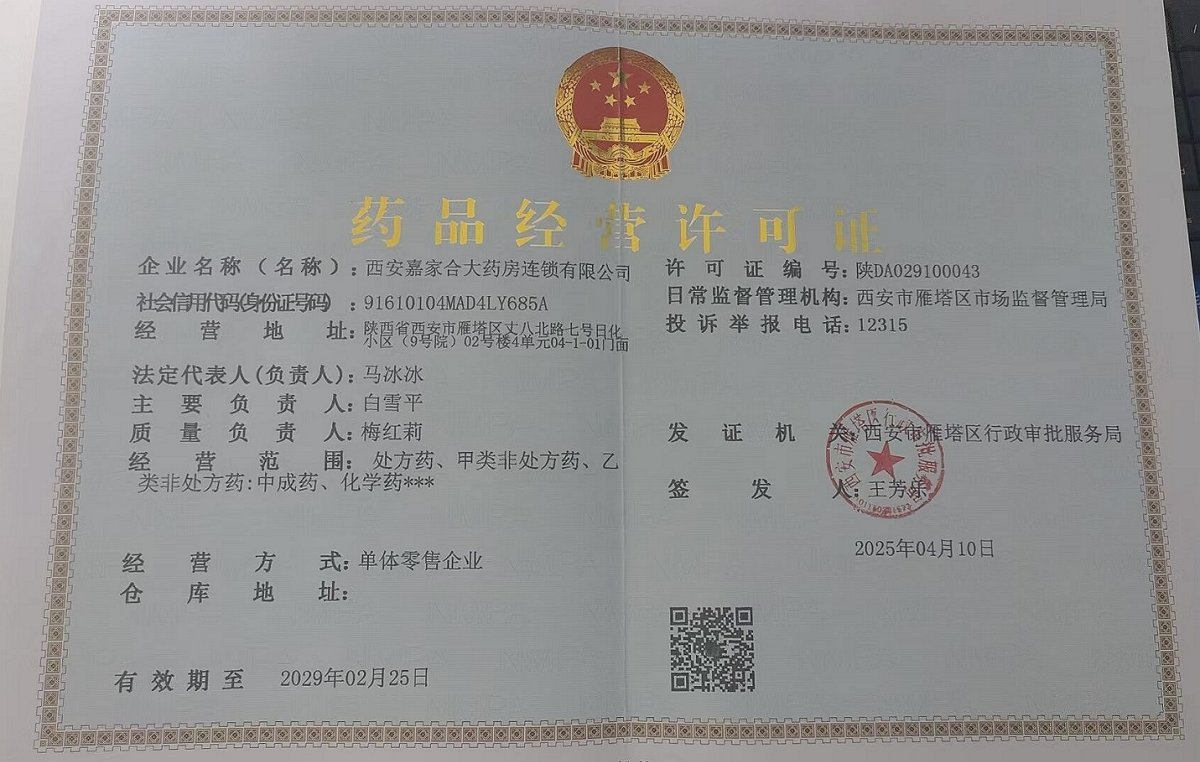 药品经营许可证
企业名称（名称）：西安嘉家合大药房连锁有限公司
社会信用代码(身份证号码)：91610104MAD4LY685A
经营地址：陕西省西安市雁塔区丈八北路七号日化
小区（9号院）02号楼4单元04-1-01门面
法定代表人(负责人)：马冰冰
主要负责人：白雪平
质量负责人：梅红莉
经营范围：处方药、甲类非处方药、乙
类非处方药:中成药、化学药***
经营方式：单体零售企业
仓库地址：
有效期至 2029年02月25日
许可证编号：陕DA029100043
日常监督管理机构：西安市雁塔区市场监督管理局
投诉举报电话：12315
发证机关：西安市雁塔区行政审批服务局
签发人：王芳乐
2025年04月10日